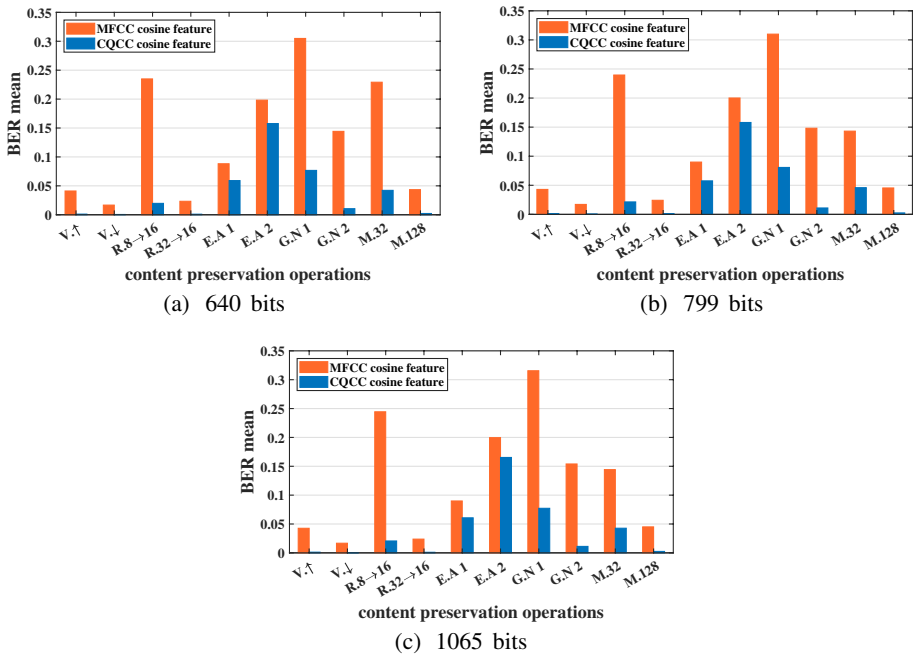 0.35
0.3
0.25
0.2
0.15
0.1
0.05
0
BER mean
MFCC cosine feature
CQCC cosine feature
V.↑
V.↓
R.8→16
R.32→16
E.A 1
E.A 2
G.N 1
G.N 2
M.32
M.128
content preservation operations
(a) 640 bits
0.35
0.3
0.25
0.2
0.15
0.1
0.05
0
BER mean
MFCC cosine feature
CQCC cosine feature
V.↑
V.↓
R.8→16
R.32→16
E.A 1
E.A 2
G.N 1
G.N 2
M.32
M.128
content preservation operations
(b) 799 bits
0.35
0.3
0.25
0.2
0.15
0.1
0.05
0
BER mean
MFCC cosine feature
CQCC cosine feature
V.↑
V.↓
R.8→16
R.32→16
E.A 1
E.A 2
G.N 1
G.N 2
M.32
M.128
content preservation operations
(c) 1065 bits